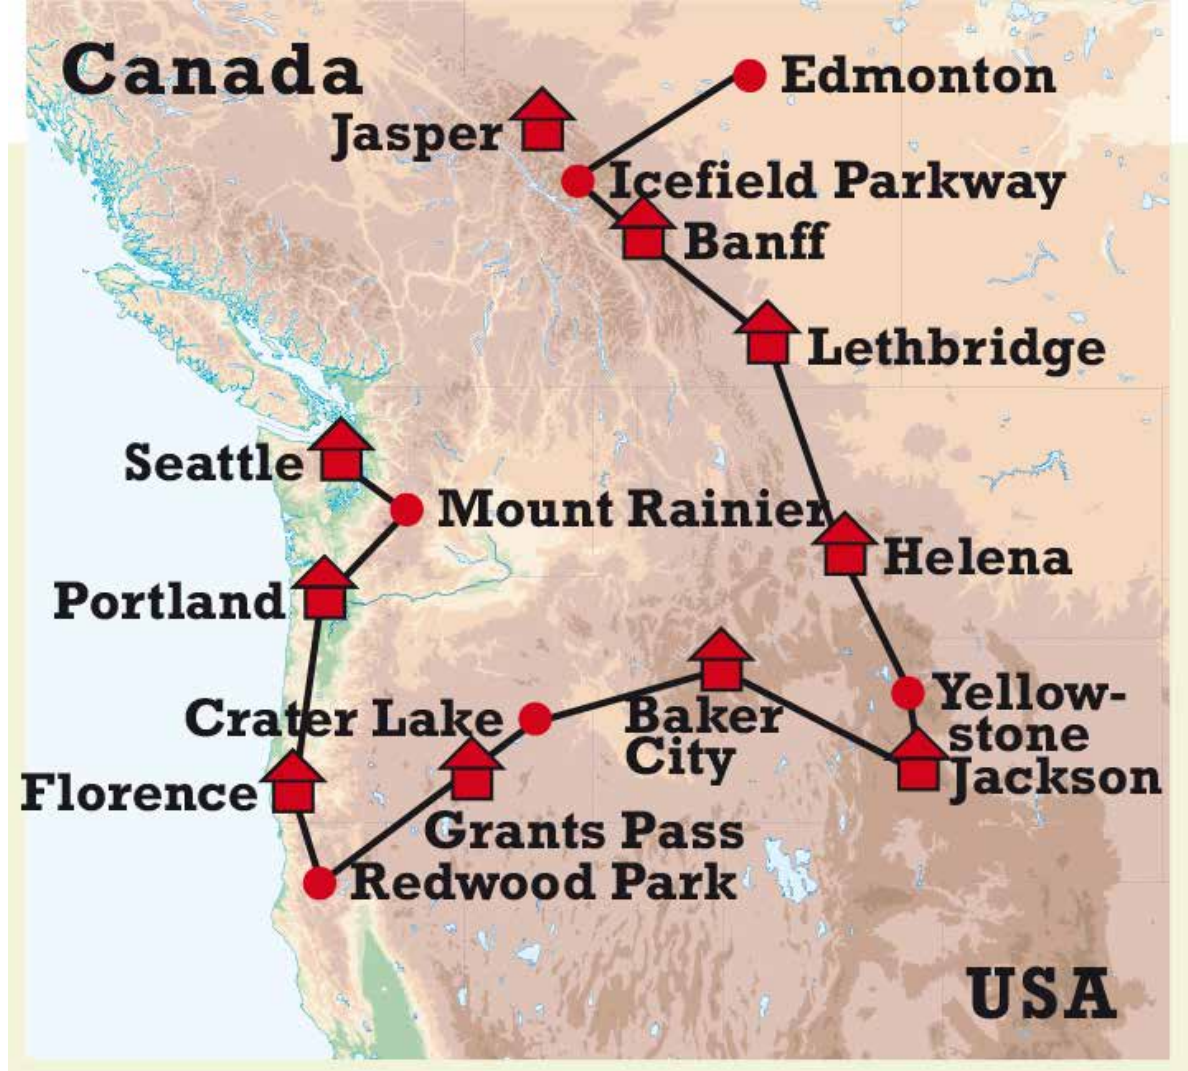 Canada
Edmonton
Jasper
Icefield Parkway
Banff
Lethbridge
Seattle
Mount Rainier
Helena
Portland
Yellow-
stone
Crater Lake
Baker
City
Jackson
Florence
Grants Pass
Redwood Park
USA